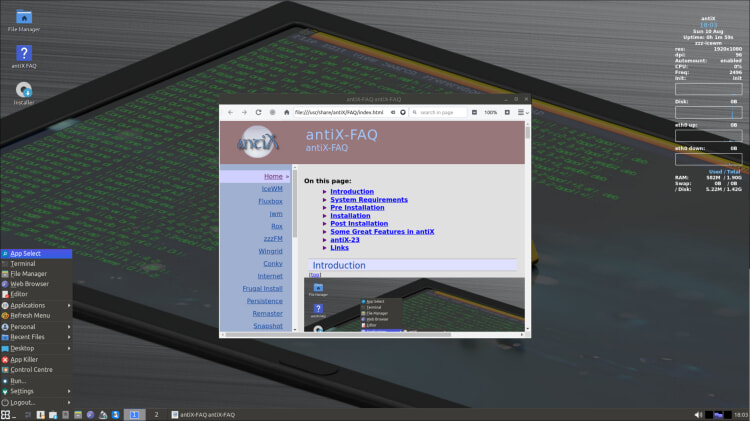 File Manager
antiX FAQ
Installer
antiX
18:03
Sun 10 Aug
Uptime: 0h 1m 59s
zzz-icewm
res: 1920x1080
dpi: 96
Automount: enabled
CPU: 0%
Freq: 2496
Init: init
Disk: 0B
eth0 up: 0B
eth0 down: 0B
Used / Total
RAM: 582M / 1.90G
Swap: 0B / 0B
/ Disk: 5.22M / 1.42G
antiX-FAQ antiX-FAQ
file:///usr/share/antiX/FAQ/index.html
search in page
100%
antiX
antiX-FAQ
antiX-FAQ
Home »
IceWM
Fluxbox
jwm
Rox
zzzFM
Wingrid
Conky
Internet
Frugal Install
Persistence
Remaster
Snapshot
On this page:
Introduction
System Requirements
Pre Installation
Installation
Post Installation
Some Great Features in antiX
antiX-23
Links
Introduction
[top]
File Manager
antiX FAQ
App Select
Terminal
File Manager
Web Browser
Editor
App Select
Terminal
File Manager
Web Browser
Editor
Applications
Refresh Menu
Personal
Recent Files
Desktop
App Killer
Control Centre
Run...
Settings
Logout...
1
2
antiX-FAQ antiX-FAQ
18:03